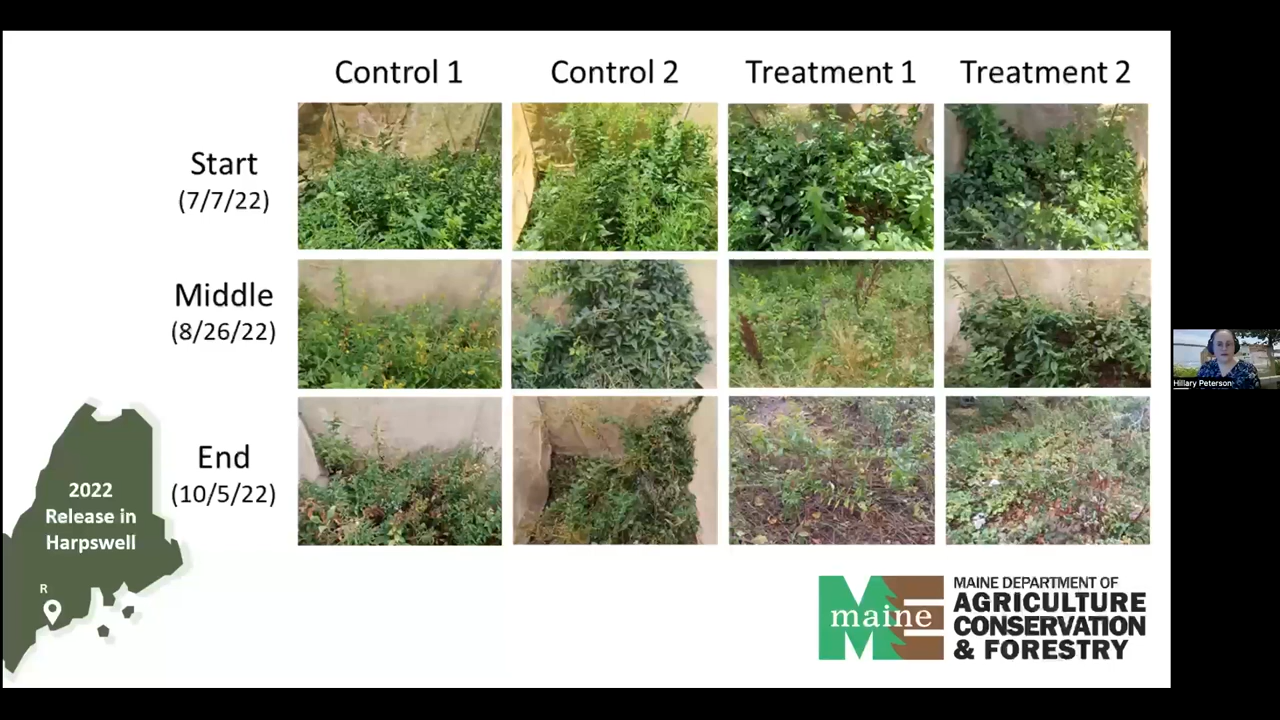 Control 1
Control 2
Treatment 1
Treatment 2
Start
(7/7/22)
Middle
(8/26/22)
End
(10/5/22)
2022
Release in
Harpswell
R
maine
MAINE DEPARTMENT OF
AGRICULTURE
CONSERVATION
& FORESTRY
Hillary Peterson